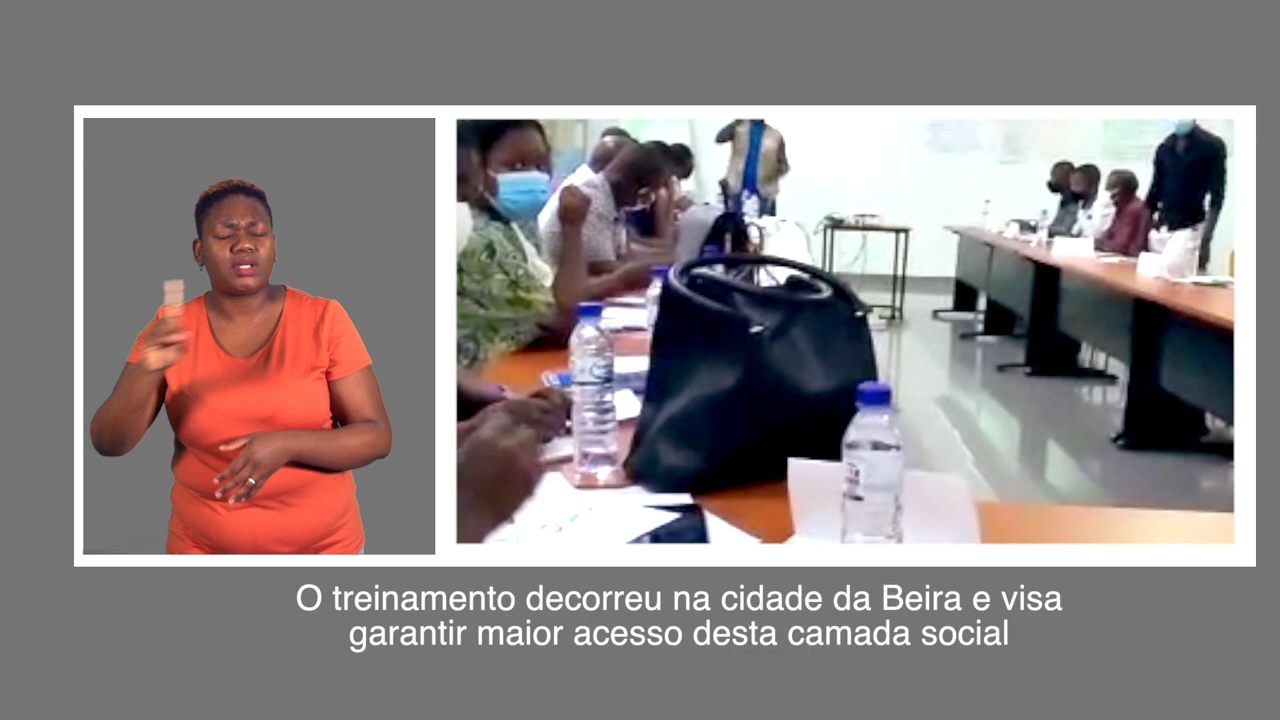 O treinamento decorreu na cidade da Beira e visa
garantir maior acesso desta camada social